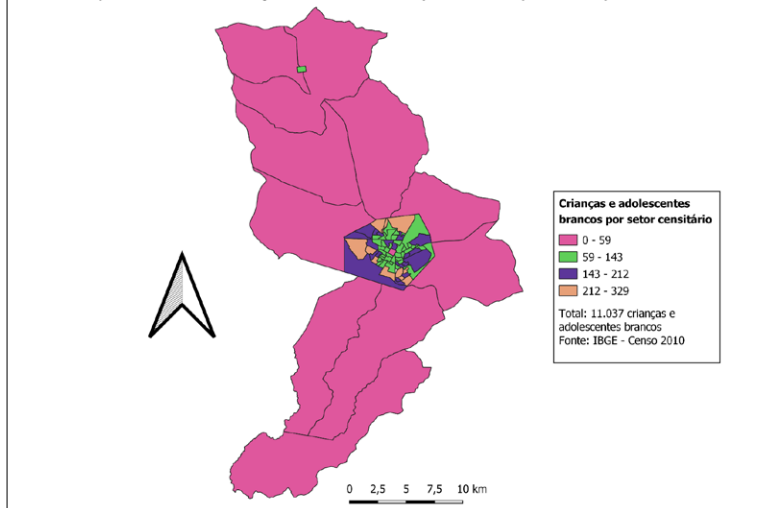 Crianças e adolescentes
brancos por setor censitário
0 - 59
59 - 143
143 - 212
212 - 329
Total: 11.037 crianças e
adolescentes brancos
Fonte: IBGE - Censo 2010
0 2,5 5 7,5 10 km